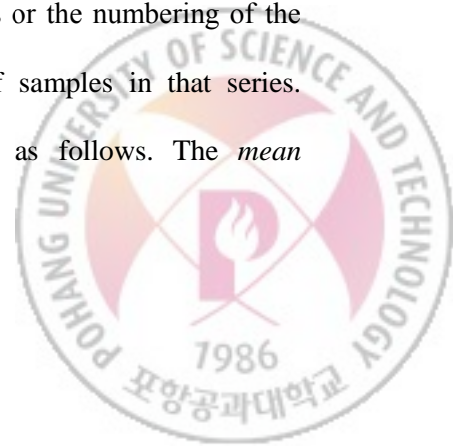 or the numbering of the
samples in that series.
as follows. The mean
POHANG UNIVERSITY OF SCIENCE AND TECHNOLOGY
1986
포항공과대학교